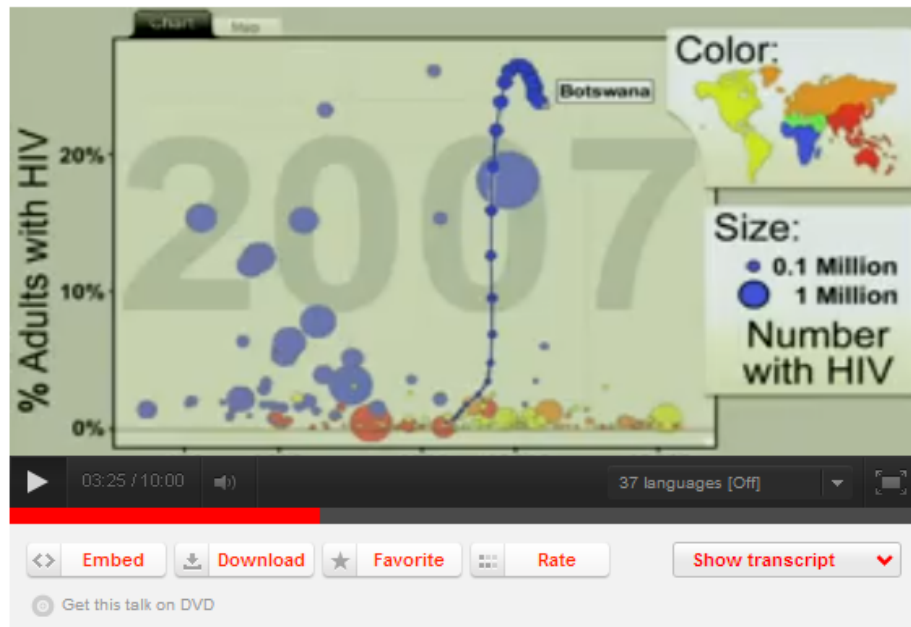 Chart Map
Color:
Botswana
% Adults with HIV
20%
2007
Size:
0.1 Million
10%
1 Million
Number
with HIV
0%
03:25 / 10:00
37 languages [Off]
Embed
Download
Favorite
Rate
Show transcript
Get this talk on DVD